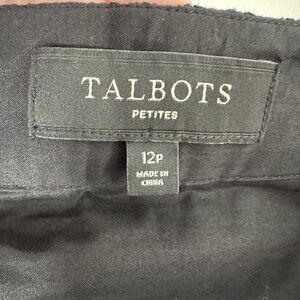 TALBOTS
PETITES
12P
MADE IN
CHINA